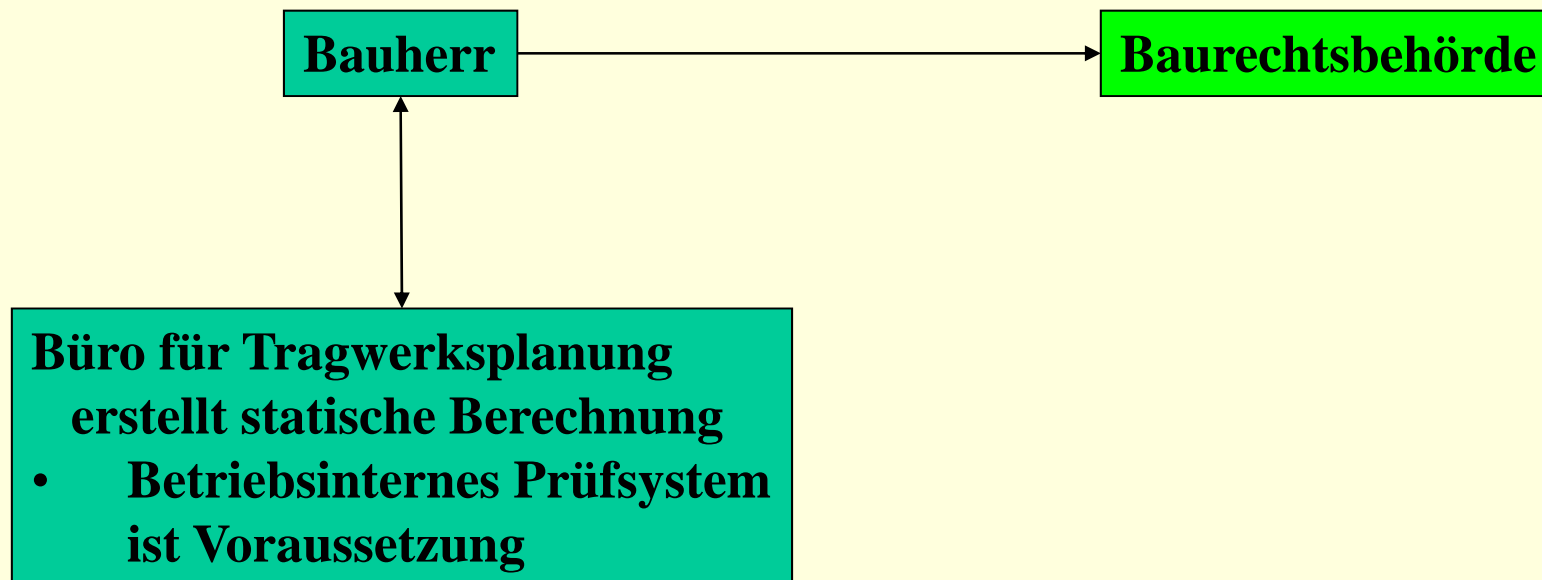 Bauherr
Baurechtsbehörde
Büro für Tragwerksplanung
erstellt statische Berechnung
• Betriebsinternes Prüfsystem
ist Voraussetzung